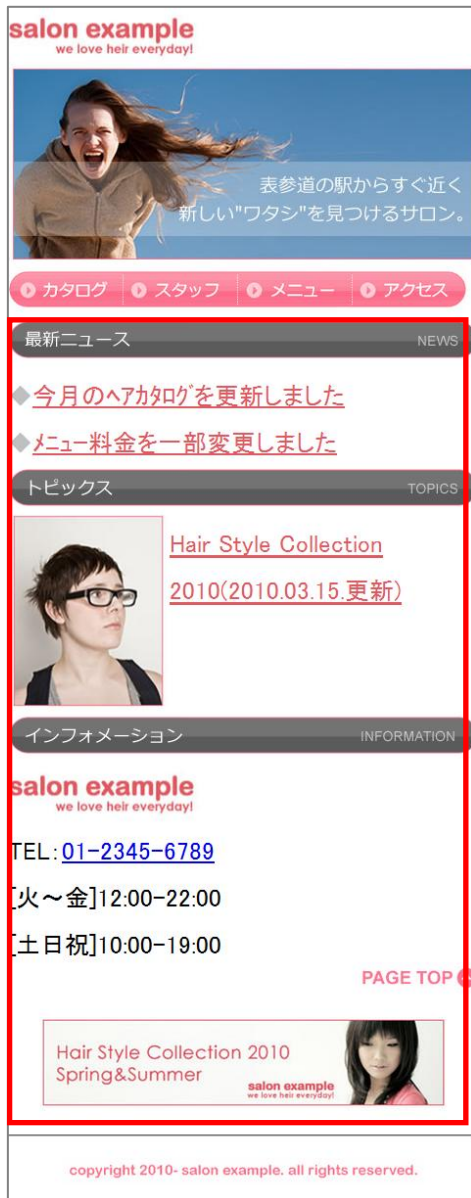 salon example
we love heir everyday!
表参道の駅からすぐ近く
新しい"ワタシ"を見つけるサロン。
カタログ スタッフ メニュー アクセス
最新ニュース NEWS
◆今月のヘアカタログを更新しました
◆メニュー料金を一部変更しました
トピックス TOPICS
Hair Style Collection
2010(2010.03.15.更新)
インフォメーション INFORMATION
salon example
we love heir everyday!
TEL:01-2345-6789
[火～金]12:00-22:00
[土日祝]10:00-19:00
PAGE TOP
Hair Style Collection 2010
Spring&Summer
salon example
we love heir everyday!
copyright 2010- salon example. all rights reserved.